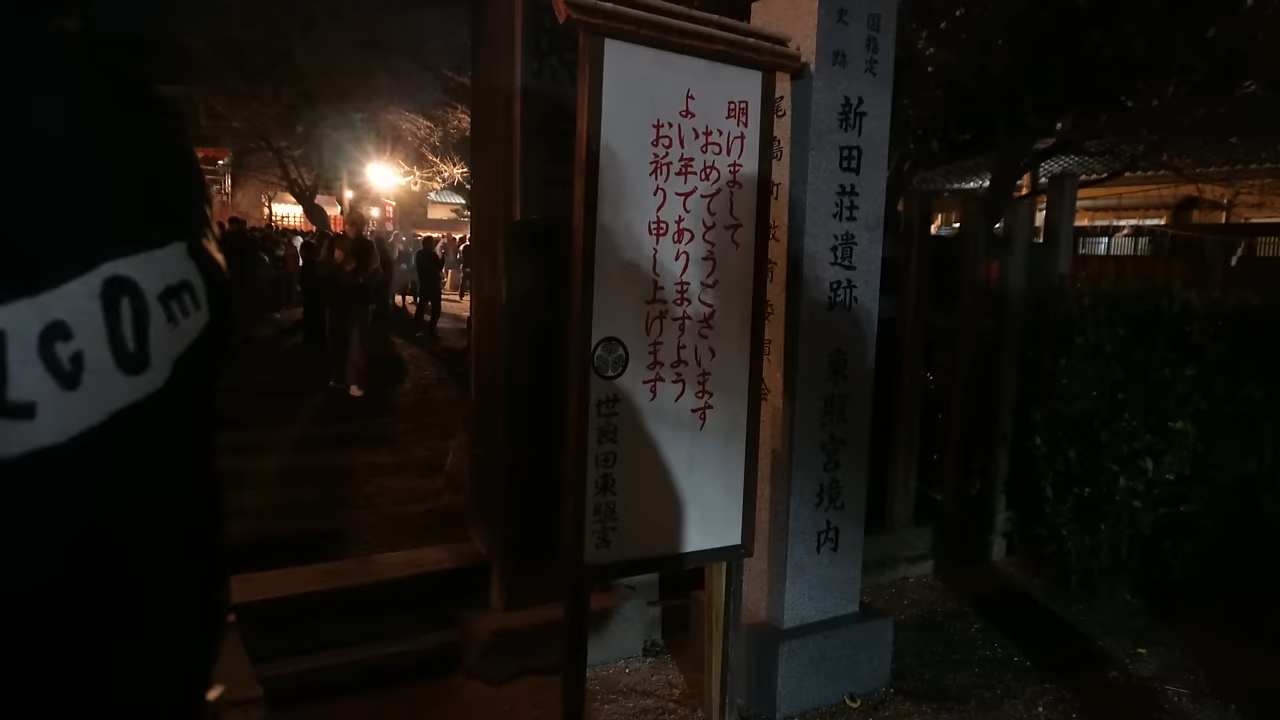 明けまして
おめでとうございます
よい年でありますよう
お祈り申し上げます
世良田東照宮
国指定
史跡
新田荘遺跡 東照宮境内
尾島町教育委員会
com